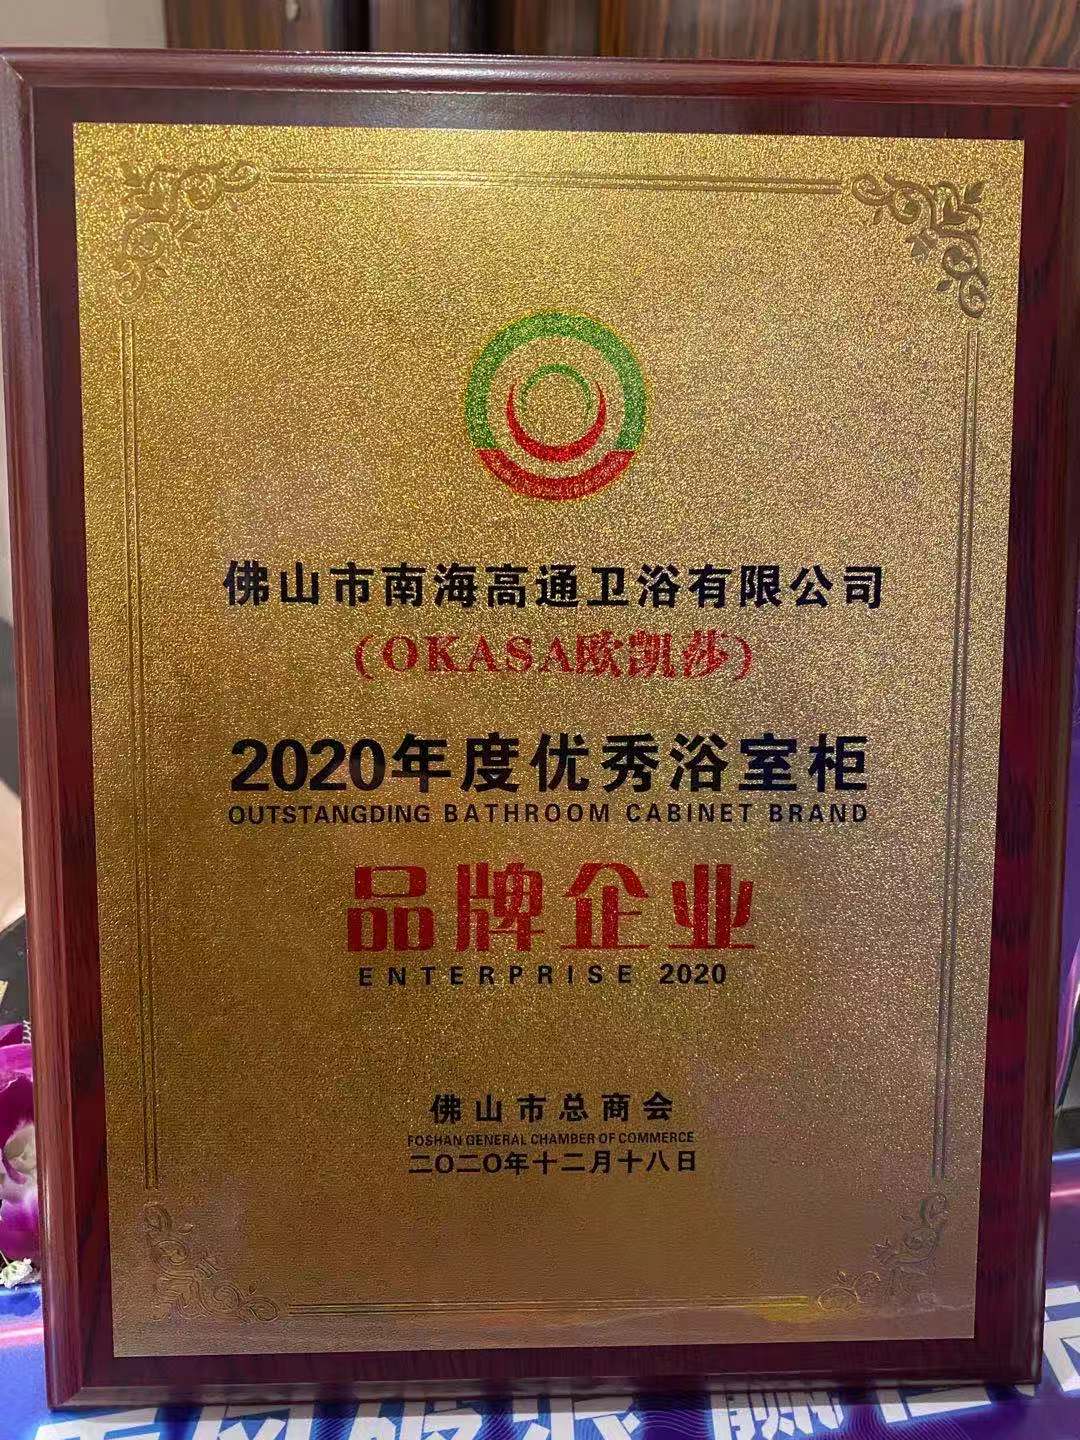 佛山市南海高通卫浴有限公司
(OKASA欧凯莎)
2020年度优秀浴室柜
OUTSTANGDING BATHROOM CABINET BRAND
品牌企业
ENTERPRISE 2020
佛山市总商会
FOSHAN GENERAL CHAMBER OF COMMERCE
二〇二〇年十二月十八日